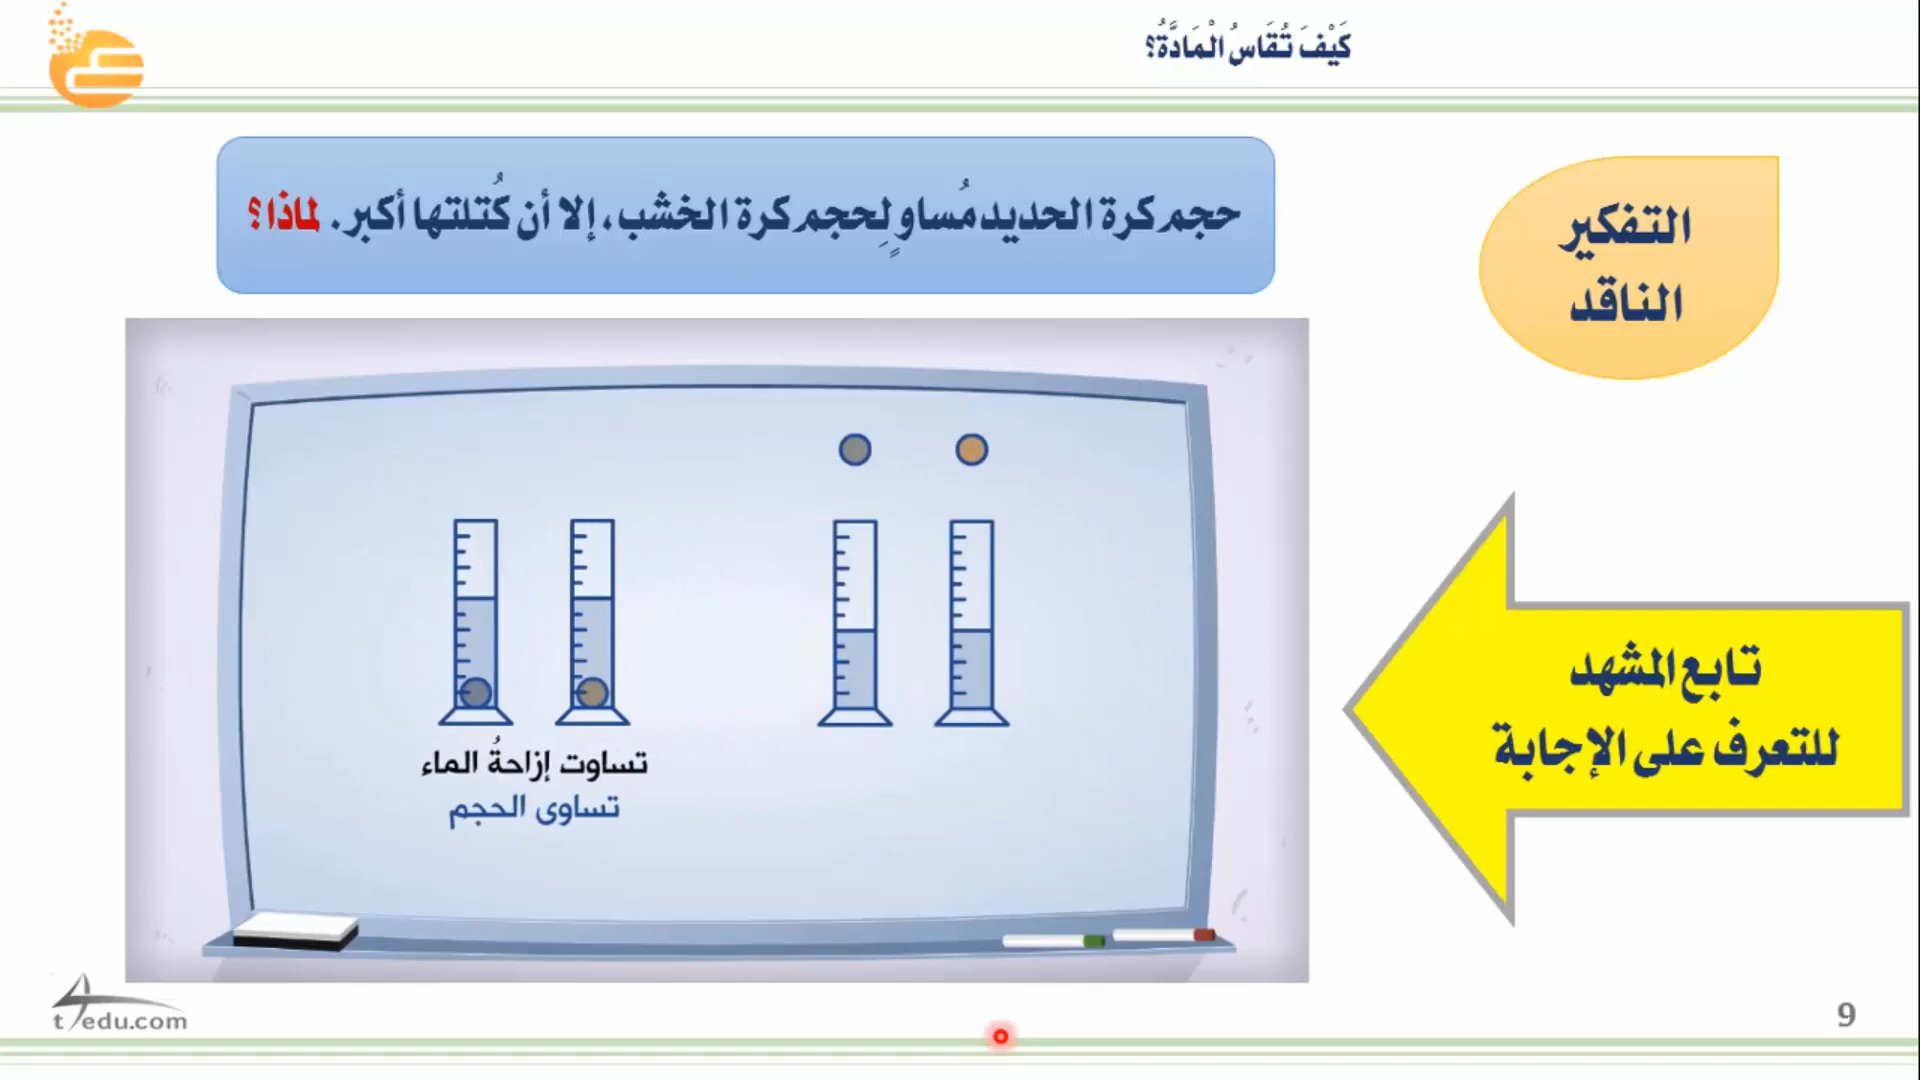 كَيْفَ تُقَاسُ الْمَادَّةُ؟
حجم كرة الحديد مُساوٍ لِحجم كرة الخشب، إلا أن كُتلتها أكبر. لماذا؟
التفكير
الناقد
تابع المشهد
للتعرف على الإجابة
تساوت إزاحةُ الماء
تساوى الحجم
t4edu.com
9